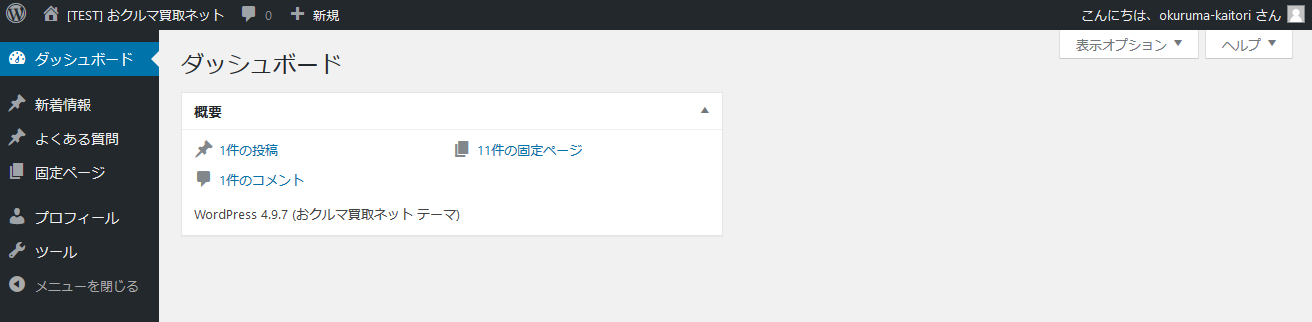 [TEST] おクルマ買取ネット 0 新規 こんにちは、okuruma-kaitori さん
表示オプション ヘルプ
ダッシュボード
ダッシュボード
新着情報
よくある質問
固定ページ
プロフィール
ツール
メニューを閉じる
概要
1件の投稿 11件の固定ページ
1件のコメント
WordPress 4.9.7 (おクルマ買取ネット テーマ)